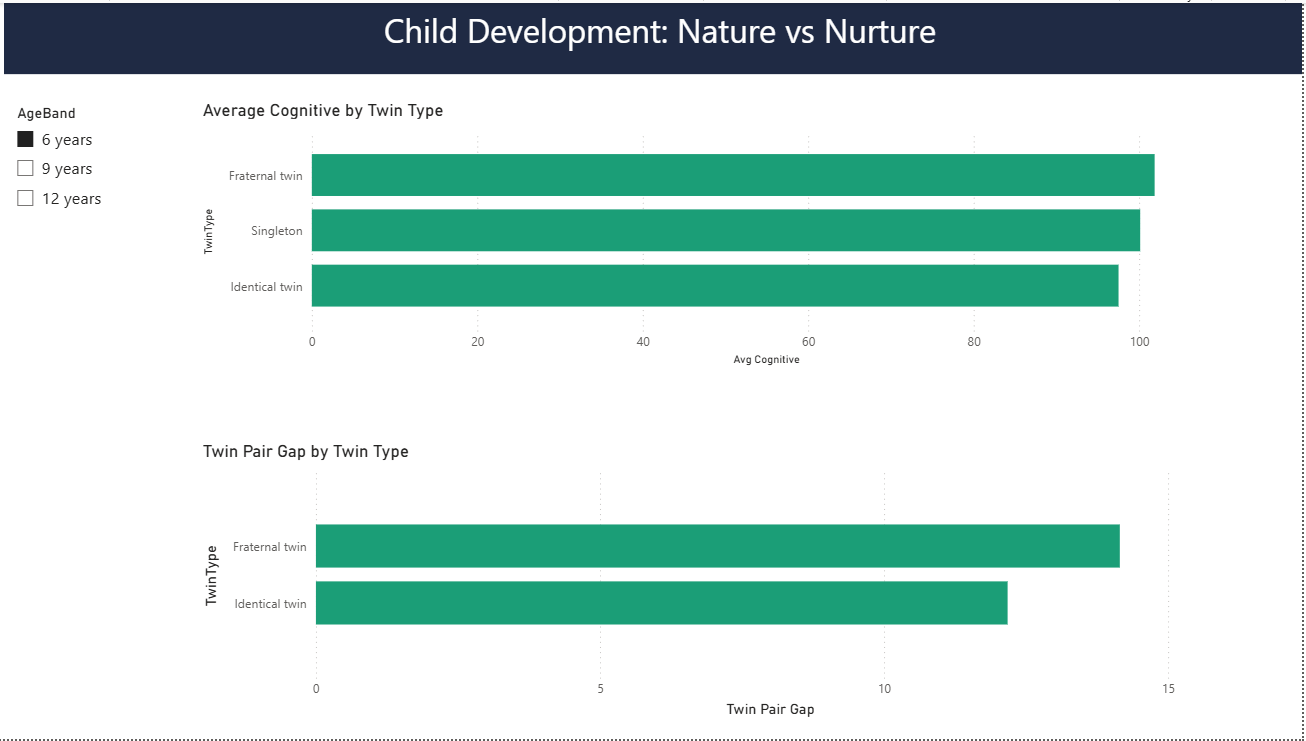 Child Development: Nature vs Nurture
AgeBand
6 years
9 years
12 years
Average Cognitive by Twin Type
TwinType
Fraternal twin
Singleton
Identical twin
0 20 40 60 80 100
Avg Cognitive
Twin Pair Gap by Twin Type
TwinType
Fraternal twin
Identical twin
0 5 10 15
Twin Pair Gap